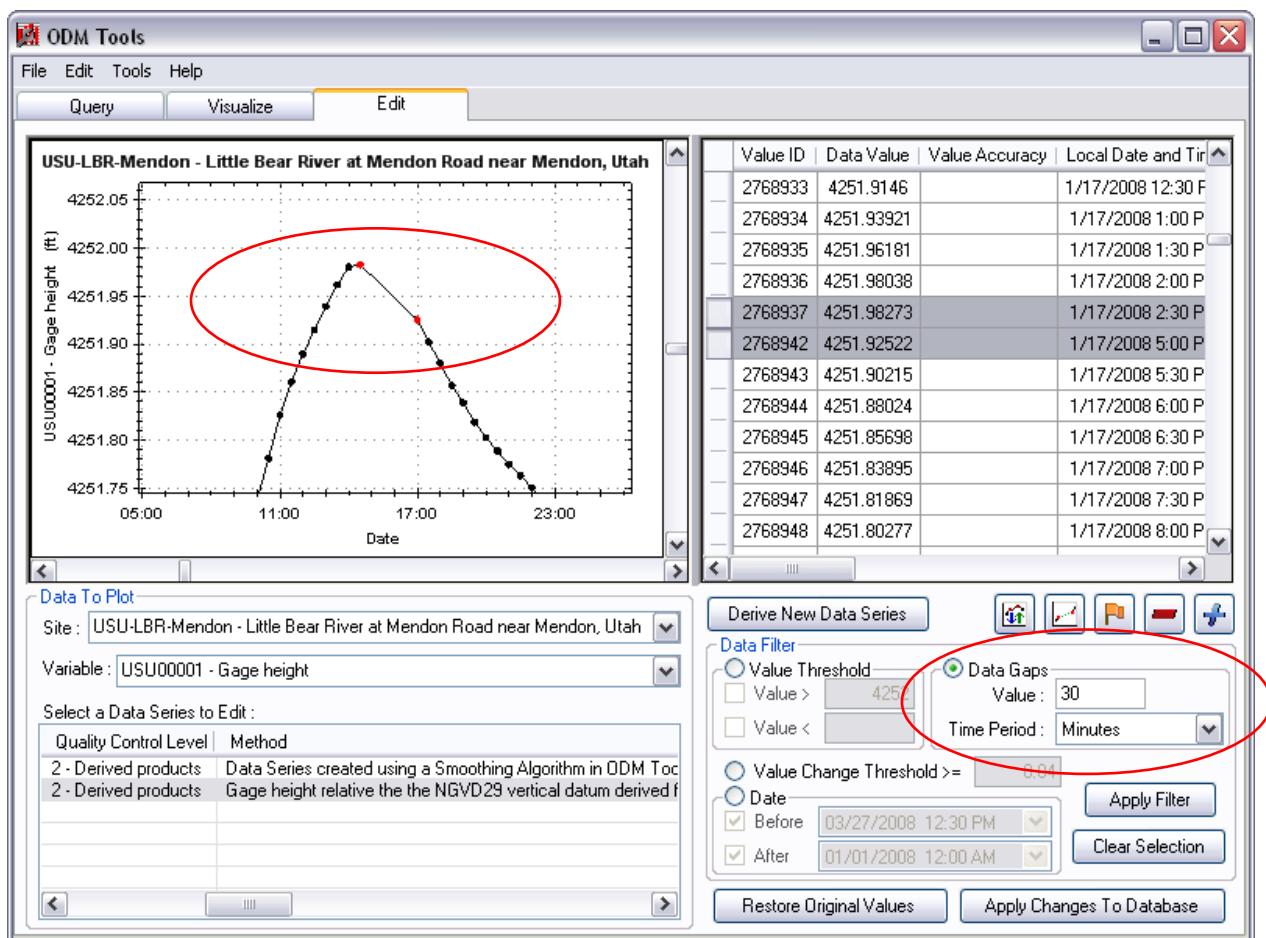 ODM Tools
File Edit Tools Help
Query Visualize Edit
USU-LBR-Mendon - Little Bear River at Mendon Road near Mendon, Utah
USU00001 - Gage height (ft)
4252.05
4252.00
4251.95
4251.90
4251.85
4251.80
4251.75
05:00 11:00 17:00 23:00
Date
Value ID Data Value Value Accuracy Local Date and Tir
2768933 4251.9146 1/17/2008 12:30 P
2768934 4251.93921 1/17/2008 1:00 P
2768935 4251.96181 1/17/2008 1:30 P
2768936 4251.98038 1/17/2008 2:00 P
2768937 4251.98273 1/17/2008 2:30 P
2768942 4251.92522 1/17/2008 5:00 P
2768943 4251.90215 1/17/2008 5:30 P
2768944 4251.88024 1/17/2008 6:00 P
2768945 4251.85698 1/17/2008 6:30 P
2768946 4251.83895 1/17/2008 7:00 P
2768947 4251.81869 1/17/2008 7:30 P
2768948 4251.80277 1/17/2008 8:00 P
Data To Plot
Site : USU-LBR-Mendon - Little Bear River at Mendon Road near Mendon, Utah
Variable : USU00001 - Gage height
Select a Data Series to Edit :
Quality Control Level Method
2 - Derived products Data Series created using a Smoothing Algorithm in ODM Toc
2 - Derived products Gage height relative the the NGVD29 vertical datum derived f
Derive New Data Series
Data Filter
Value Threshold
Value > 4252
Value <
Data Gaps
Value : 30
Time Period : Minutes
Value Change Threshold >= 0.04
Date
Before 03/27/2008 12:30 PM
After 01/01/2008 12:00 AM
Apply Filter
Clear Selection
Restore Original Values
Apply Changes To Database